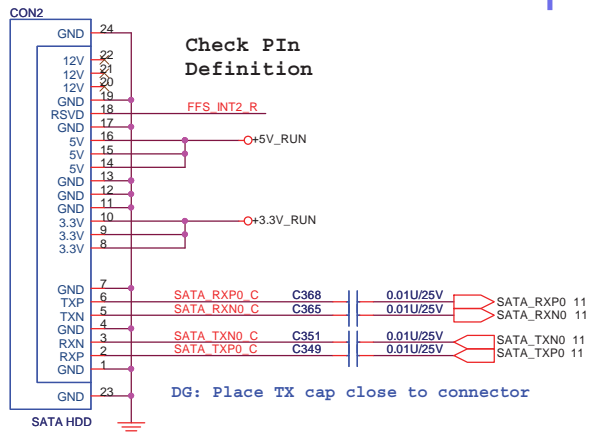 CON2
GND 24
Check PIn
Definition
12V 22
12V 21
12V 20
GND 19
RSVD 18 FFS_INT2_R
GND 17
5V 16 +5V_RUN
5V 15
5V 14
GND 13
GND 12
GND 11
3.3V 10 +3.3V_RUN
3.3V 9
3.3V 8
GND 7
TXP 6 SATA_RXP0_C C368 0.01U/25V SATA_RXP0 11
TXN 5 SATA_RXN0_C C365 0.01U/25V SATA_RXN0 11
GND 4
RXN 3 SATA_TXN0_C C351 0.01U/25V SATA_TXN0 11
RXP 2 SATA_TXP0_C C349 0.01U/25V SATA_TXP0 11
GND 1
GND 23
DG: Place TX cap close to connector
SATA HDD